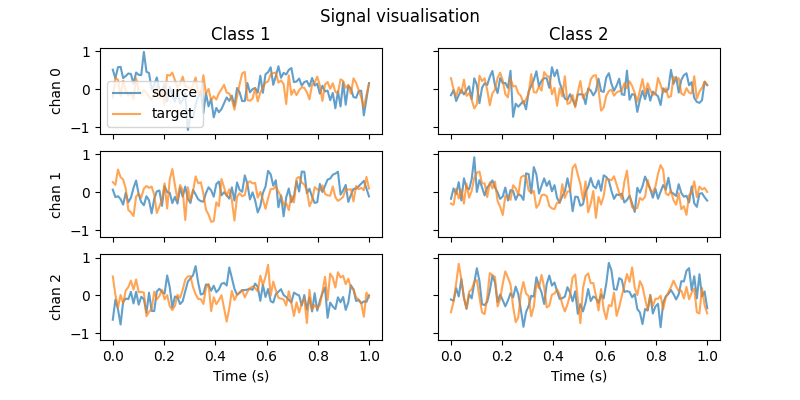 Signal visualisation
Class 1
Class 2
chan 0
1
0
−1
source
target
chan 1
1
0
−1
chan 2
1
0
−1
0.0 0.2 0.4 0.6 0.8 1.0
0.0 0.2 0.4 0.6 0.8 1.0
Time (s)
Time (s)